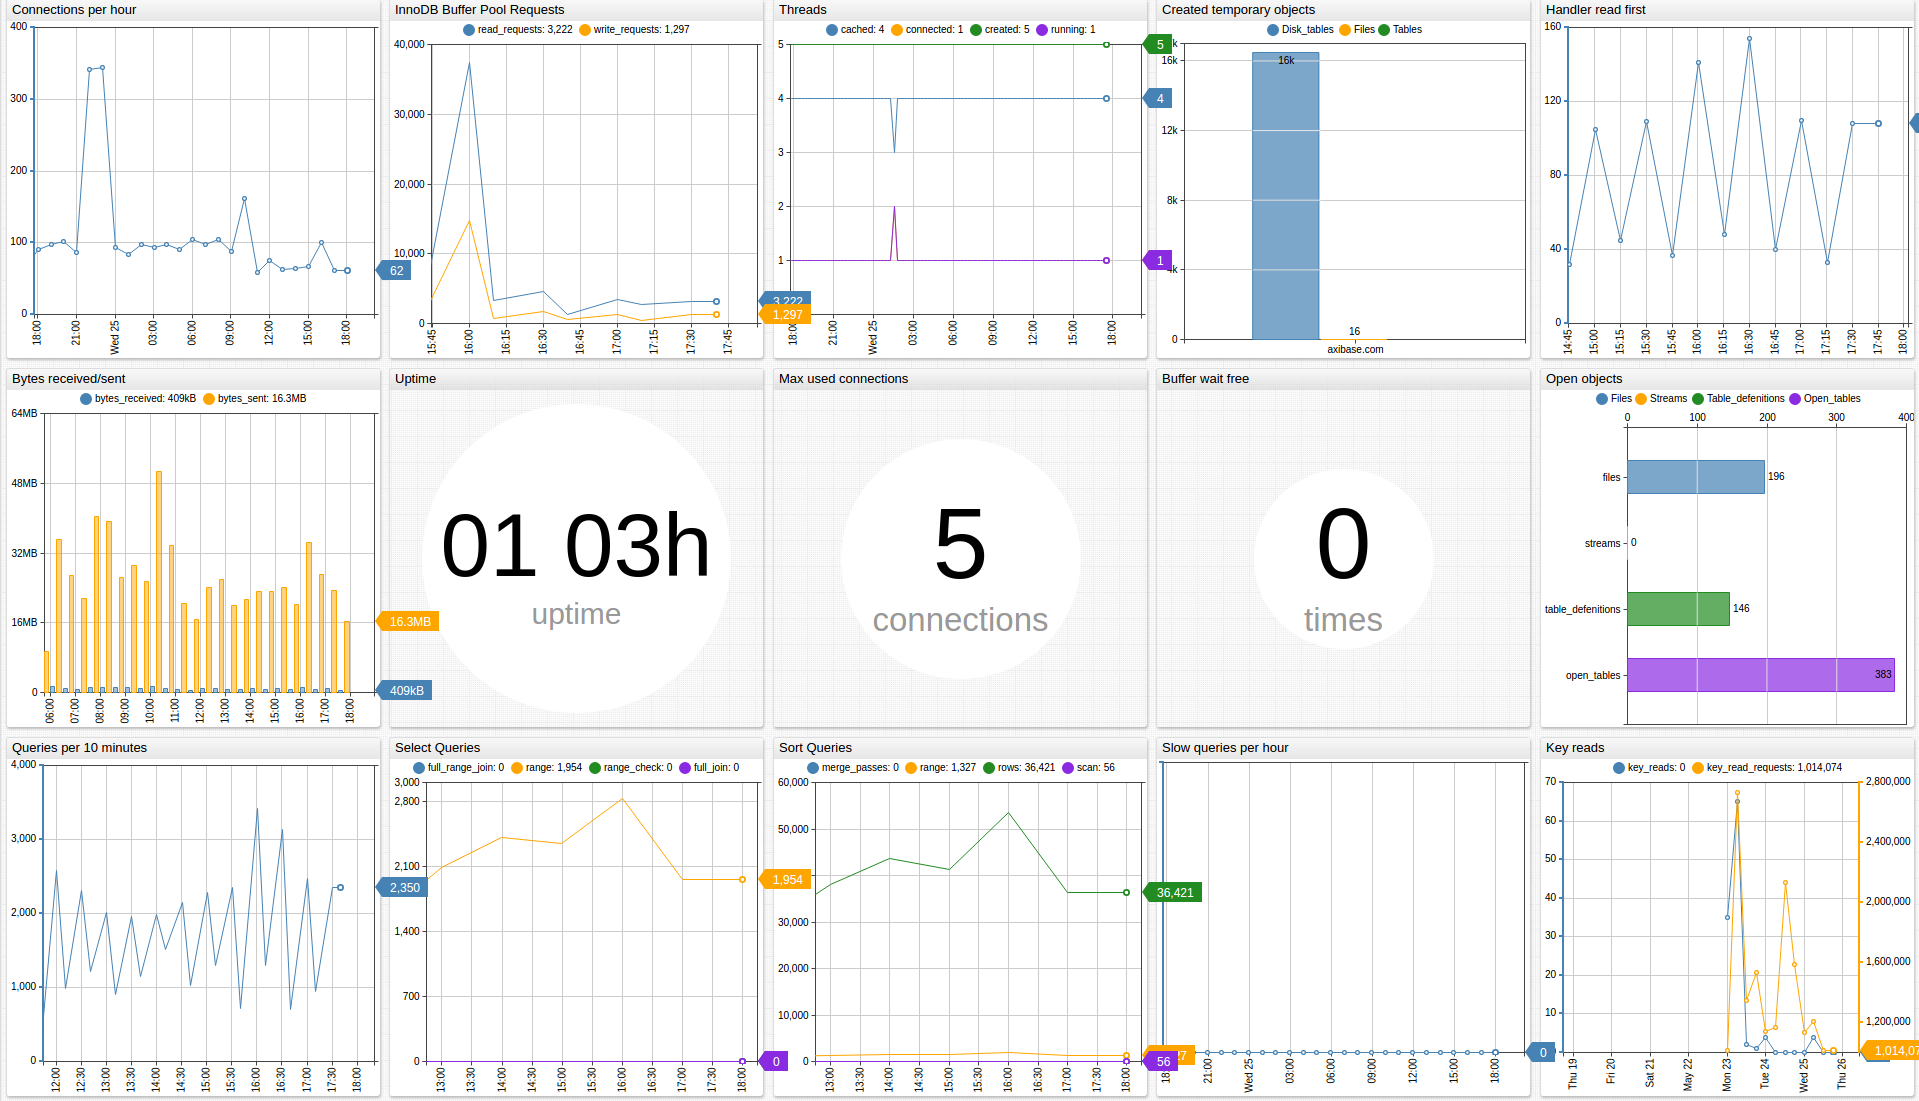 Connections per hour
400
300
200
100
0
18:00
21:00
Wed 25
03:00
06:00
09:00
12:00
15:00
18:00
62
InnoDB Buffer Pool Requests
read_requests: 3,222 write_requests: 1,297
40,000
30,000
20,000
10,000
0
15:45
16:00
16:15
16:30
16:45
17:00
17:15
17:30
17:45
3,222
1,297
Threads
cached: 4 connected: 1 created: 5 running: 1
5
4
3
2
1
18:00
21:00
Wed 25
03:00
06:00
09:00
12:00
15:00
18:00
5
4
1
Created temporary objects
Disk_tables Files Tables
k
16k
12k
8k
4k
0
16k
16
axibase.com
Handler read first
160
120
80
40
0
14:45
15:00
15:15
15:30
15:45
16:00
16:15
16:30
16:45
17:00
17:15
17:30
17:45
18:00
Bytes received/sent
bytes_received: 409kB bytes_sent: 16.3MB
64MB
48MB
32MB
16MB
0
06:00
07:00
08:00
09:00
10:00
11:00
12:00
13:00
14:00
15:00
16:00
17:00
18:00
16.3MB
409kB
Uptime
01 03h
uptime
Max used connections
5
connections
Buffer wait free
0
times
Open objects
Files Streams Table_defenitions Open_tables
0 100 200 300 400
files 196
streams 0
table_defenitions 146
open_tables 383
Queries per 10 minutes
4,000
3,000
2,000
1,000
0
12:00
12:30
13:00
13:30
14:00
14:30
15:00
15:30
16:00
16:30
17:00
17:30
18:00
2,350
Select Queries
full_range_join: 0 range: 1,954 range_check: 0 full_join: 0
3,000
2,800
2,100
1,400
700
0
13:00
13:30
14:00
14:30
15:00
15:30
16:00
16:30
17:00
17:30
18:00
1,954
0
Sort Queries
merge_passes: 0 range: 1,327 rows: 36,421 scan: 56
60,000
50,000
30,000
20,000
10,000
0
13:00
13:30
14:00
14:30
15:00
15:30
16:00
16:30
17:00
17:30
18:00
36,421
27
56
Slow queries per hour
18:
21:00
Wed 25
03:00
06:00
09:00
12:00
15:00
18:00
0
Key reads
key_reads: 0 key_read_requests: 1,014,074
70
60
50
40
30
20
10
2,800,000
2,400,000
2,000,000
1,600,000
1,200,000
Thu 19
Fri 20
Sat 21
May 22
Mon 23
Tue 24
Wed 25
Thu 26
1,014,07